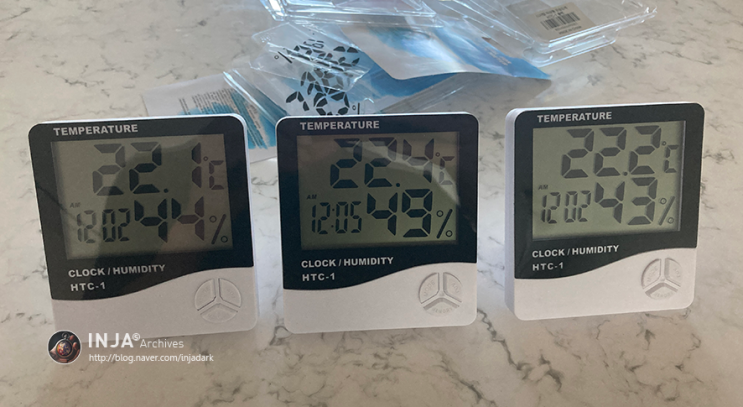 TEMPERATURE
22.1°C
AM
12:02 44%
CLOCK / HUMIDITY
HTC-1
TEMPERATURE
22.4°C
AM
12:05 49%
CLOCK / HUMIDITY
HTC-1
TEMPERATURE
22.2°C
AM
12:02 43%
CLOCK / HUMIDITY
HTC-1
INJA® Archives
http://blog.naver.com/injadark